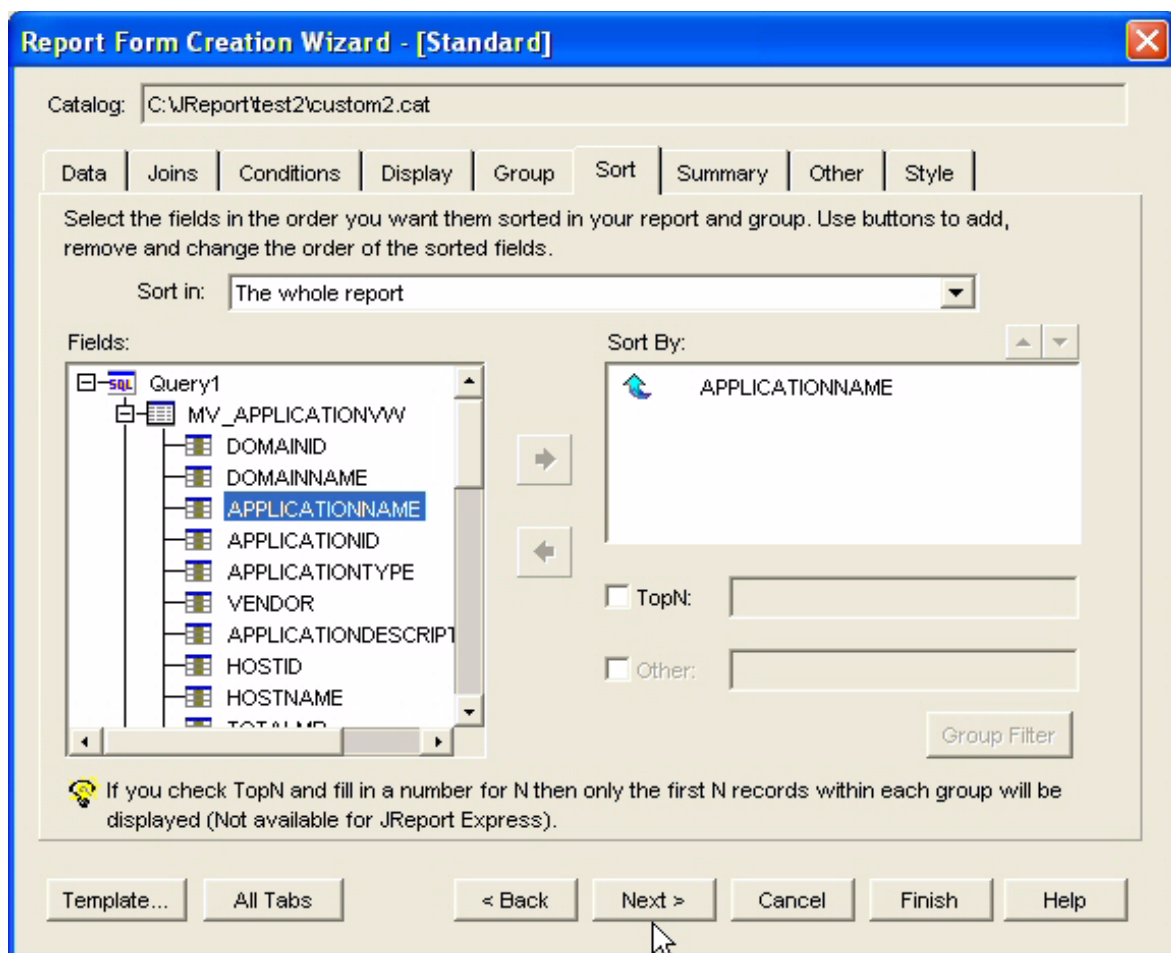 Report Form Creation Wizard - [Standard]
Catalog: C:\JReport\test2\custom2.cat
Data Joins Conditions Display Group Sort Summary Other Style
Select the fields in the order you want them sorted in your report and group. Use buttons to add,
remove and change the order of the sorted fields.
Sort in: The whole report
Fields:
SQL Query1
MV_APPLICATIONVW
DOMAINID
DOMAINNAME
APPLICATIONNAME
APPLICATIONID
APPLICATIONTYPE
VENDOR
APPLICATIONDESCRIPT
HOSTID
HOSTNAME
TOTALMB
Sort By:
APPLICATIONNAME
TopN:
Other:
Group Filter
If you check TopN and fill in a number for N then only the first N records within each group will be
displayed (Not available for JReport Express).
Template... All Tabs < Back Next > Cancel Finish Help